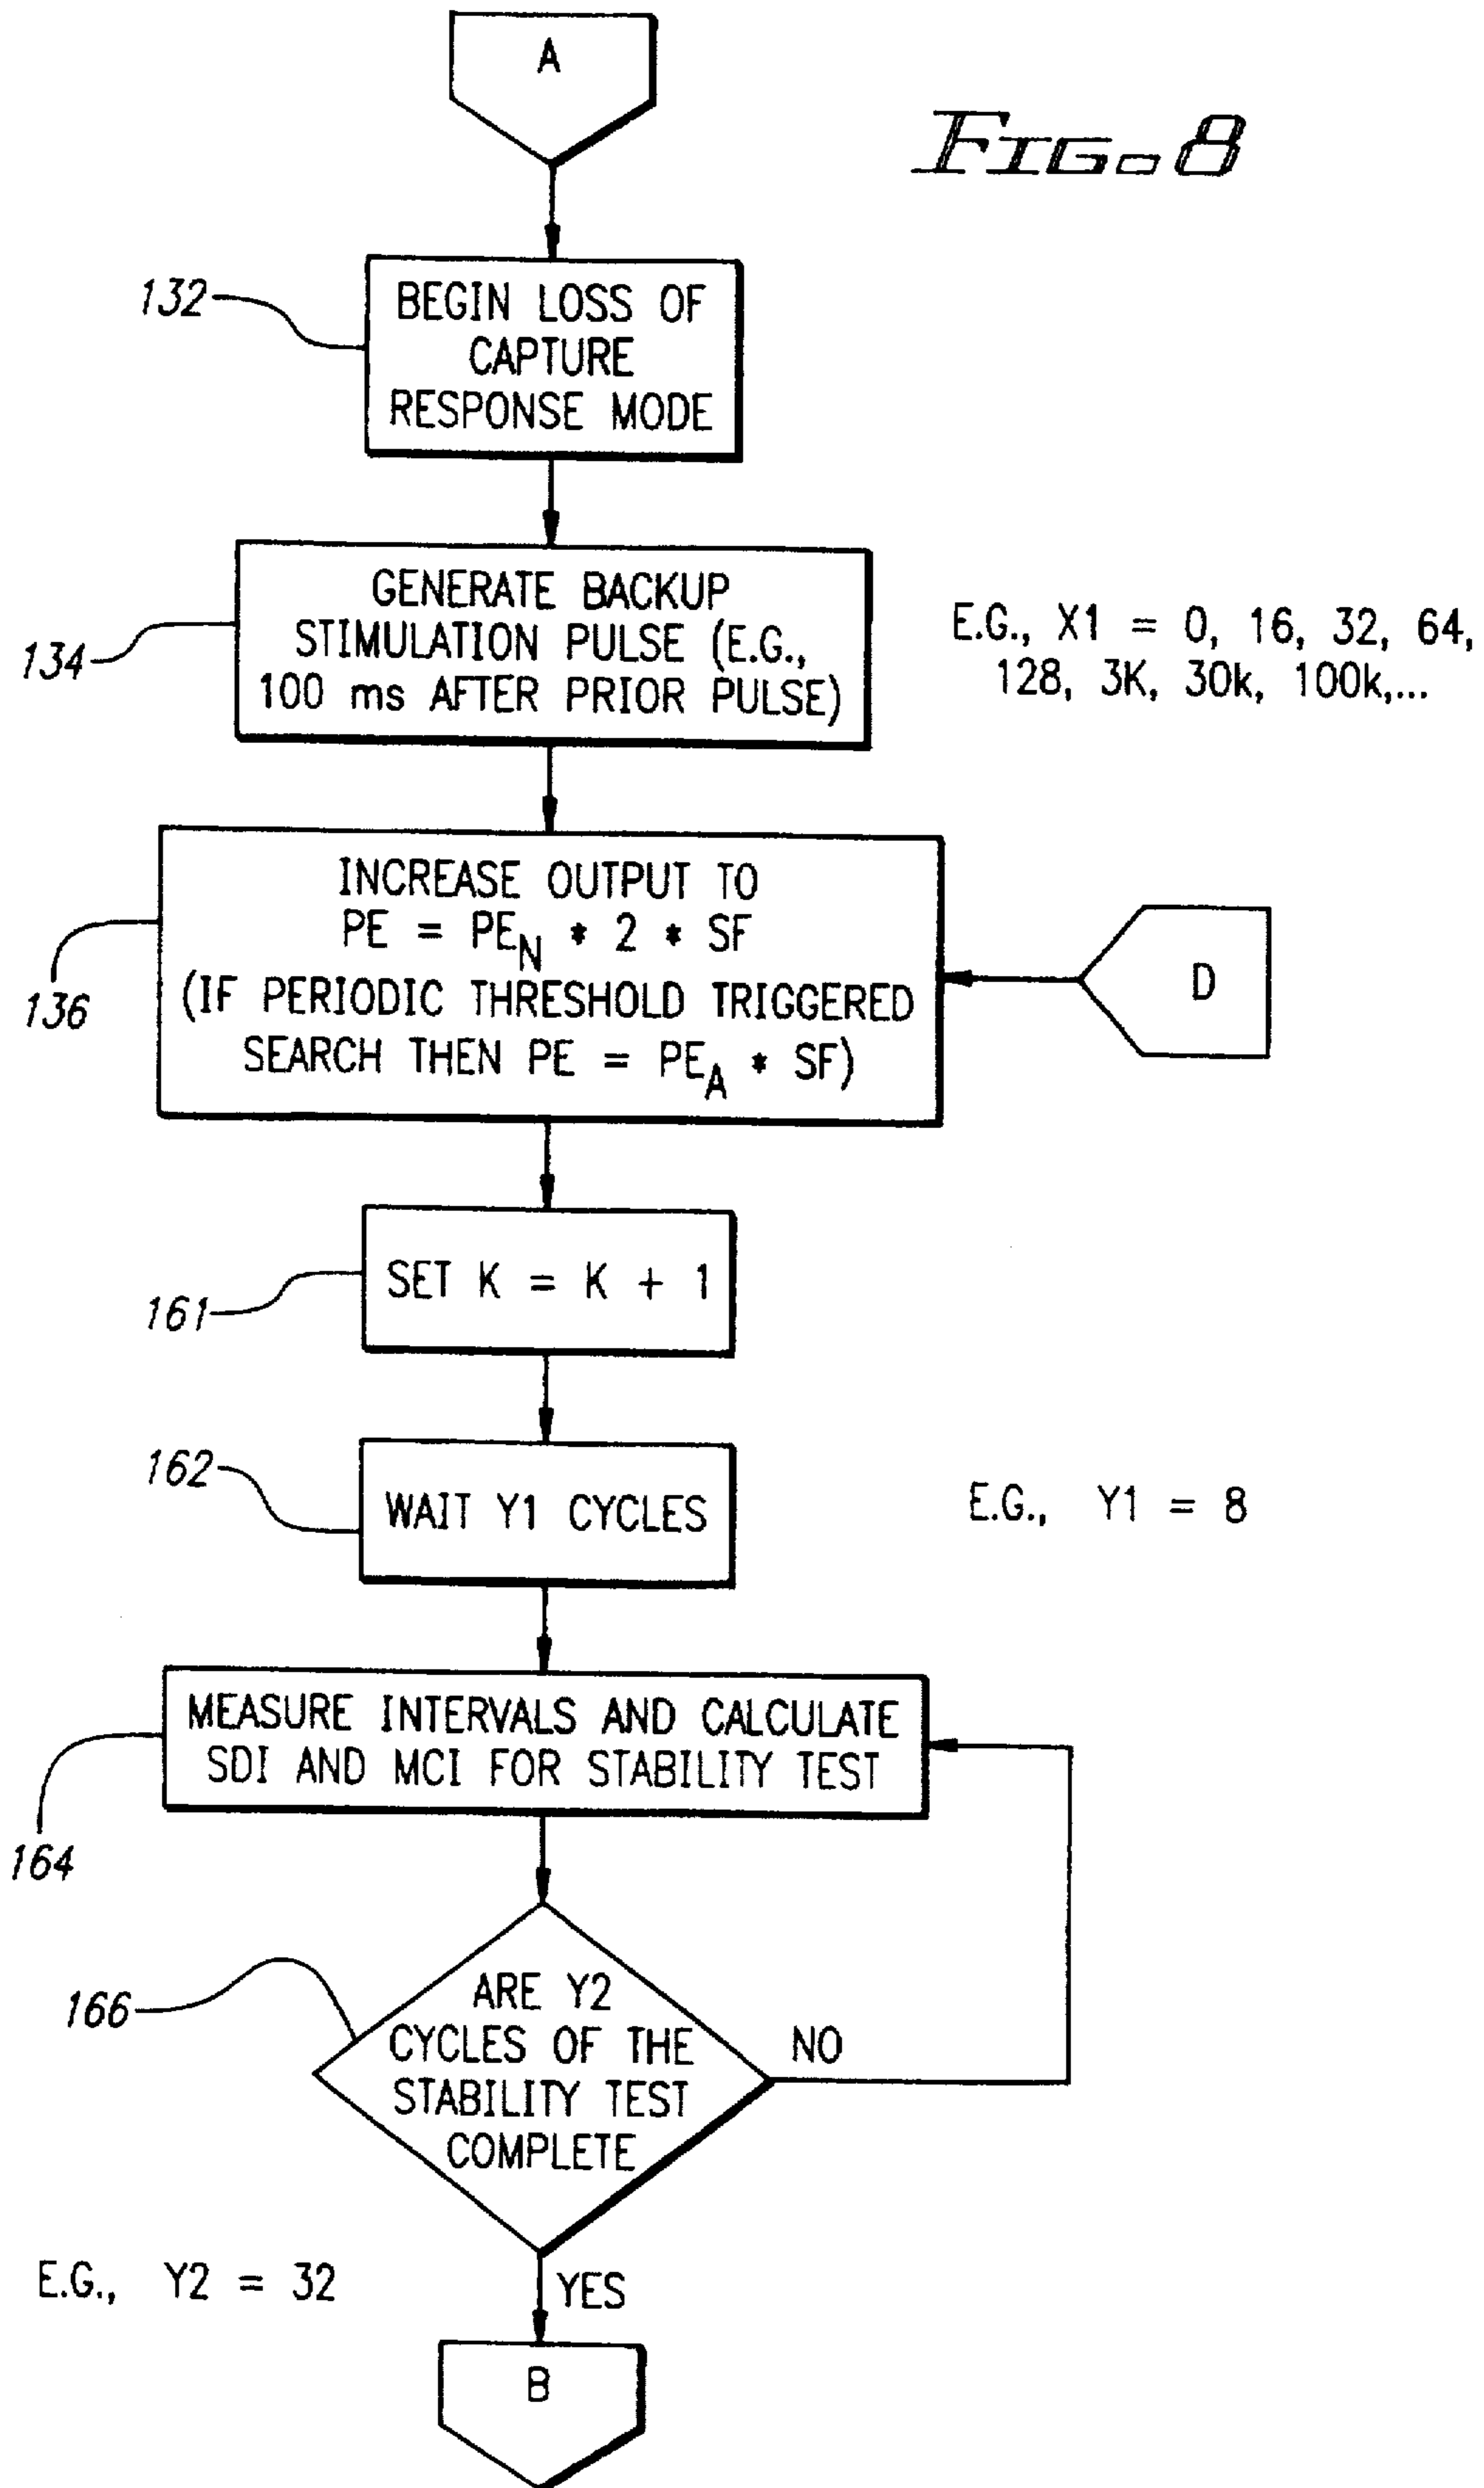 A
FIG. 8
132
BEGIN LOSS OF
CAPTURE
RESPONSE MODE
134
GENERATE BACKUP
STIMULATION PULSE (E.G.,
100 ms AFTER PRIOR PULSE)
E.G., X1 = 0, 16, 32, 64,
128, 3K, 30k, 100k,...
136
INCREASE OUTPUT TO
PE = PE_N * 2 * SF
(IF PERIODIC THRESHOLD TRIGGERED
SEARCH THEN PE = PE_A * SF)
D
161
SET K = K + 1
162
WAIT Y1 CYCLES
E.G., Y1 = 8
164
MEASURE INTERVALS AND CALCULATE
SDI AND MCI FOR STABILITY TEST
166
ARE Y2
CYCLES OF THE
STABILITY TEST
COMPLETE
NO
E.G., Y2 = 32
YES
B